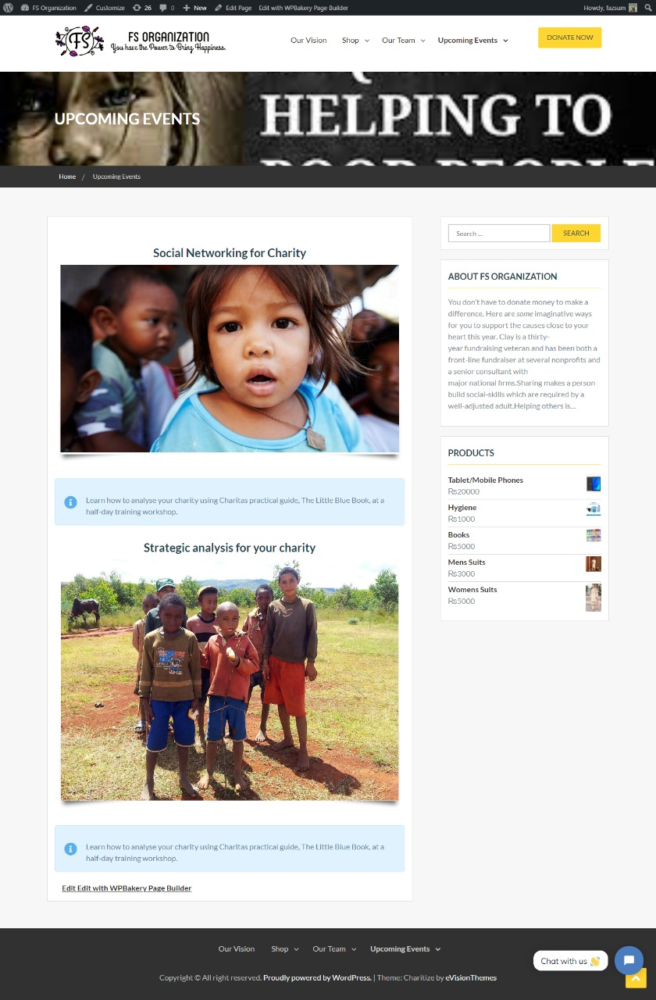 FS Organization Customize 26 0 New Edit Page Edit with WPBakery Page Builder Howdy, fazsum
FS
FS ORGANIZATION
You have the Power to Bring Happiness.
Our Vision Shop Our Team Upcoming Events
DONATE NOW
UPCOMING EVENTS
HELPING TO
POOR PEOPLE
Home / Upcoming Events
Social Networking for Charity
Learn how to analyse your charity using Charitas practical guide, The Little Blue Book, at a
half-day training workshop.
Strategic analysis for your charity
Learn how to analyse your charity using Charitas practical guide, The Little Blue Book, at a
half-day training workshop.
Edit Edit with WPBakery Page Builder
Search ... SEARCH
ABOUT FS ORGANIZATION
You don't have to donate money to make a
difference. Here are some imaginative ways
for you to support the causes close to your
heart this year. Clay is a thirty-
year fundraising veteran and has been both a
front-line fundraiser at several nonprofits and
a senior consultant with
major national firms.Sharing makes a person
build social-skills which are required by a
well-adjusted adult.Helping others is...
PRODUCTS
Tablet/Mobile Phones
₨20000
Hygiene
₨1000
Books
₨5000
Mens Suits
₨3000
Womens Suits
₨5000
Our Vision Shop Our Team Upcoming Events
Chat with us 👋
Copyright © All right reserved. Proudly powered by WordPress. | Theme: Charitize by eVisionThemes